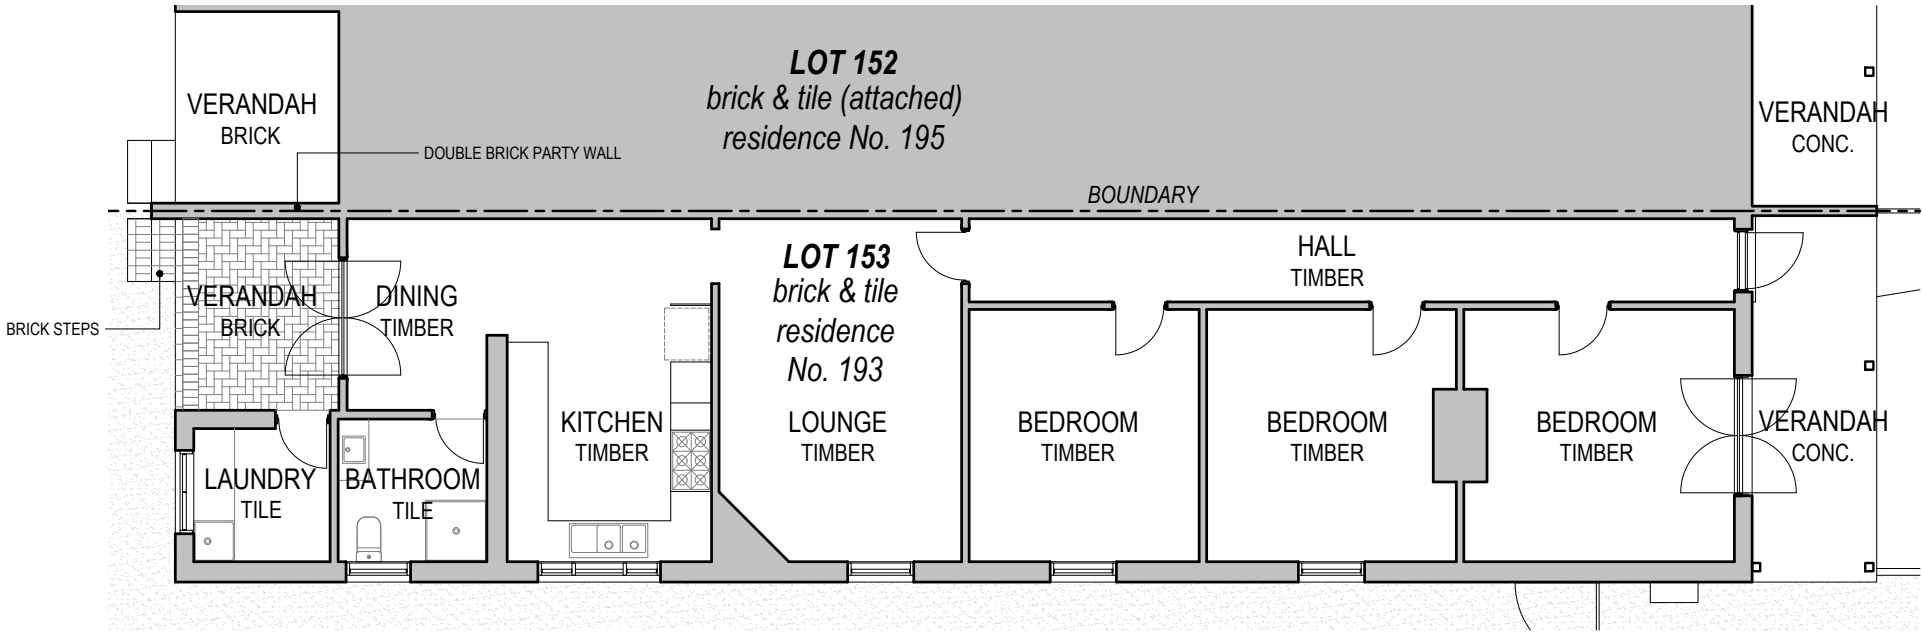 LOT 152
brick & tile (attached)
residence No. 195
VERANDAH
BRICK
VERANDAH
CONC.
DOUBLE BRICK PARTY WALL
BOUNDARY
LOT 153
brick & tile
residence
No. 193
HALL
TIMBER
VERANDAH
BRICK
DINING
TIMBER
BRICK STEPS
KITCHEN
TIMBER
LOUNGE
TIMBER
BEDROOM
TIMBER
BEDROOM
TIMBER
BEDROOM
TIMBER
VERANDAH
CONC.
LAUNDRY
TILE
BATHROOM
TILE